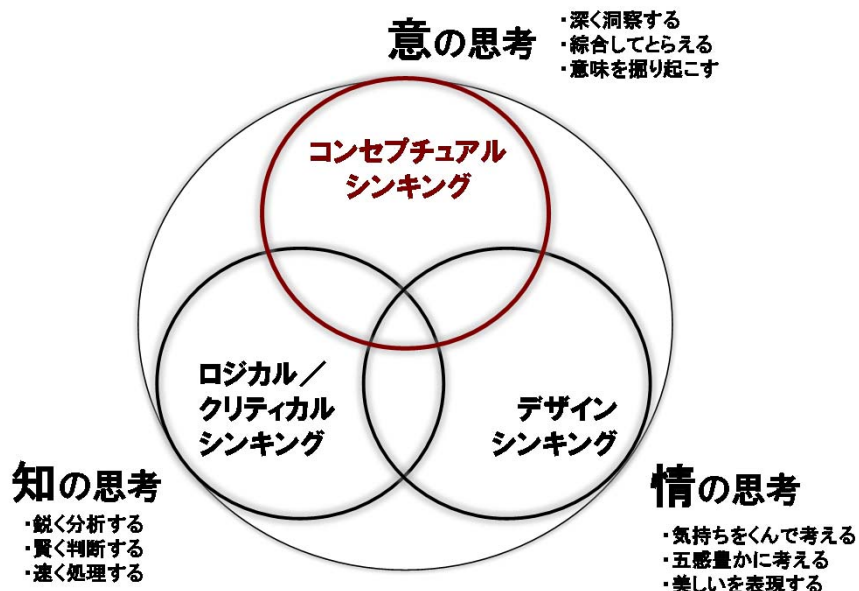 意の思考
・深く洞察する
・綜合してとらえる
・意味を掘り起こす
コンセプチュアル
シンキング
ロジカル／
クリティカル
シンキング
デザイン
シンキング
知の思考
・鋭く分析する
・賢く判断する
・速く処理する
情の思考
・気持ちをくんで考える
・五感豊かに考える
・美しいを表現する